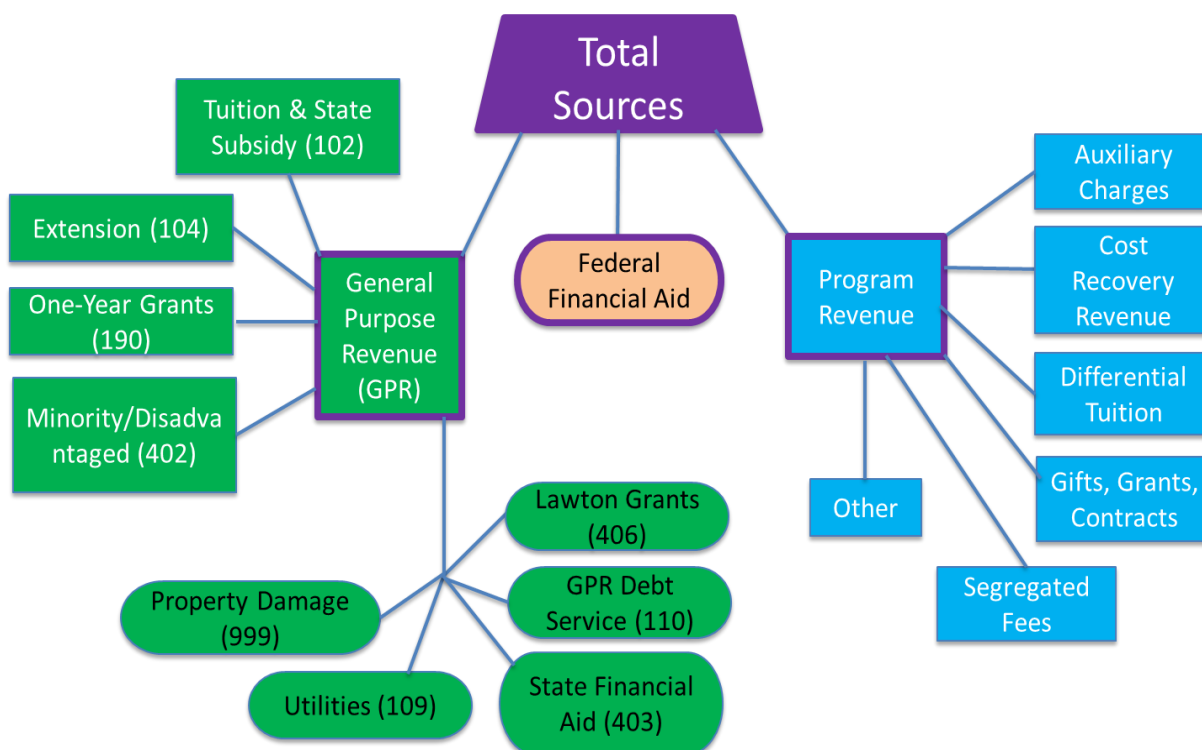 Total
Sources
Tuition & State
Subsidy (102)
Extension (104)
One-Year Grants
(190)
Minority/Disadva
ntaged (402)
General
Purpose
Revenue
(GPR)
Federal
Financial Aid
Program
Revenue
Auxiliary
Charges
Cost
Recovery
Revenue
Differential
Tuition
Gifts, Grants,
Contracts
Segregated
Fees
Other
Lawton Grants
(406)
GPR Debt
Service (110)
State Financial
Aid (403)
Property Damage
(999)
Utilities (109)